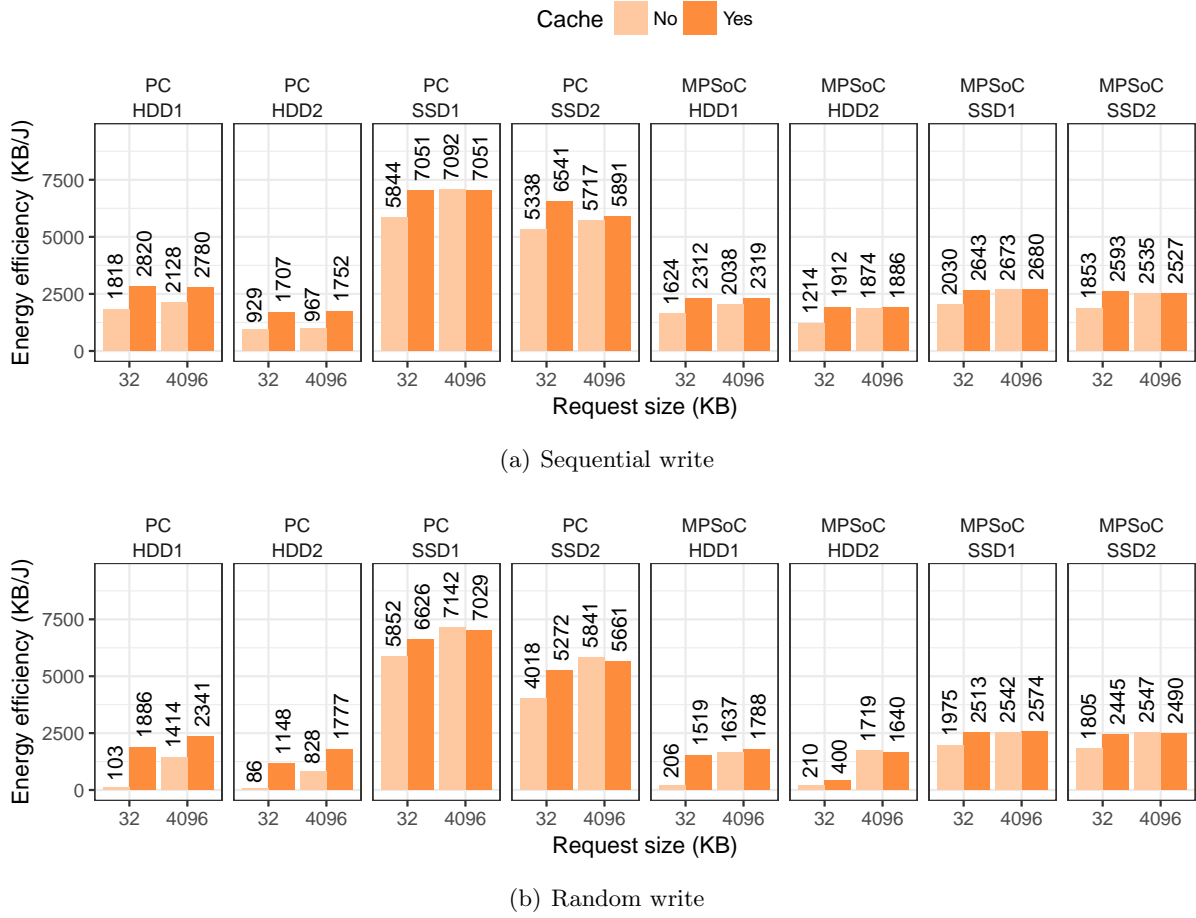 Cache No Yes
PC PC PC PC MPSoC MPSoC MPSoC MPSoC
HDD1 HDD2 SSD1 SSD2 HDD1 HDD2 SSD1 SSD2
Energy efficiency (KB/J)
7500
5000
2500
0
1818 2820 2128 2780 929 1707 967 1752 5844 7051 7092 7051 5338 6541 5717 5891 1624 2312 2038 2319 1214 1912 1874 1886 2030 2643 2673 2680 1853 2593 2535 2527
32 4096 32 4096 32 4096 32 4096 32 4096 32 4096 32 4096 32 4096
Request size (KB)
(a) Sequential write
PC PC PC PC MPSoC MPSoC MPSoC MPSoC
HDD1 HDD2 SSD1 SSD2 HDD1 HDD2 SSD1 SSD2
Energy efficiency (KB/J)
7500
5000
2500
0
103 1886 1414 2341 86 1148 828 1777 5852 6626 7142 7029 4018 5272 5841 5661 206 1519 1637 1788 210 400 1719 1640 1975 2513 2542 2574 1805 2445 2547 2490
32 4096 32 4096 32 4096 32 4096 32 4096 32 4096 32 4096 32 4096
Request size (KB)
(b) Random write